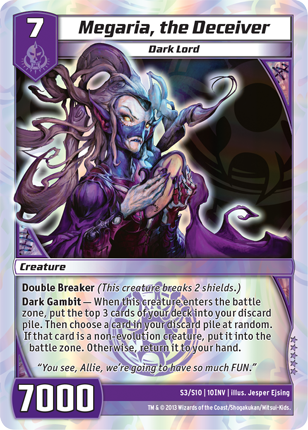 7
Megaria, the Deceiver
Dark Lord
Creature
Double Breaker (This creature breaks 2 shields.)
Dark Gambit — When this creature enters the battle
zone, put the top 3 cards of your deck into your discard
pile. Then choose a card in your discard pile at random.
If that card is a non-evolution creature, put it into the
battle zone. Otherwise, return it to your hand.
"You see, Allie, we're going to have so much FUN."
7000
S3/S10 | 10INV | illus. Jesper Ejsing
TM & © 2013 Wizards of the Coast/Shogakukan/Mitsui-Kids.